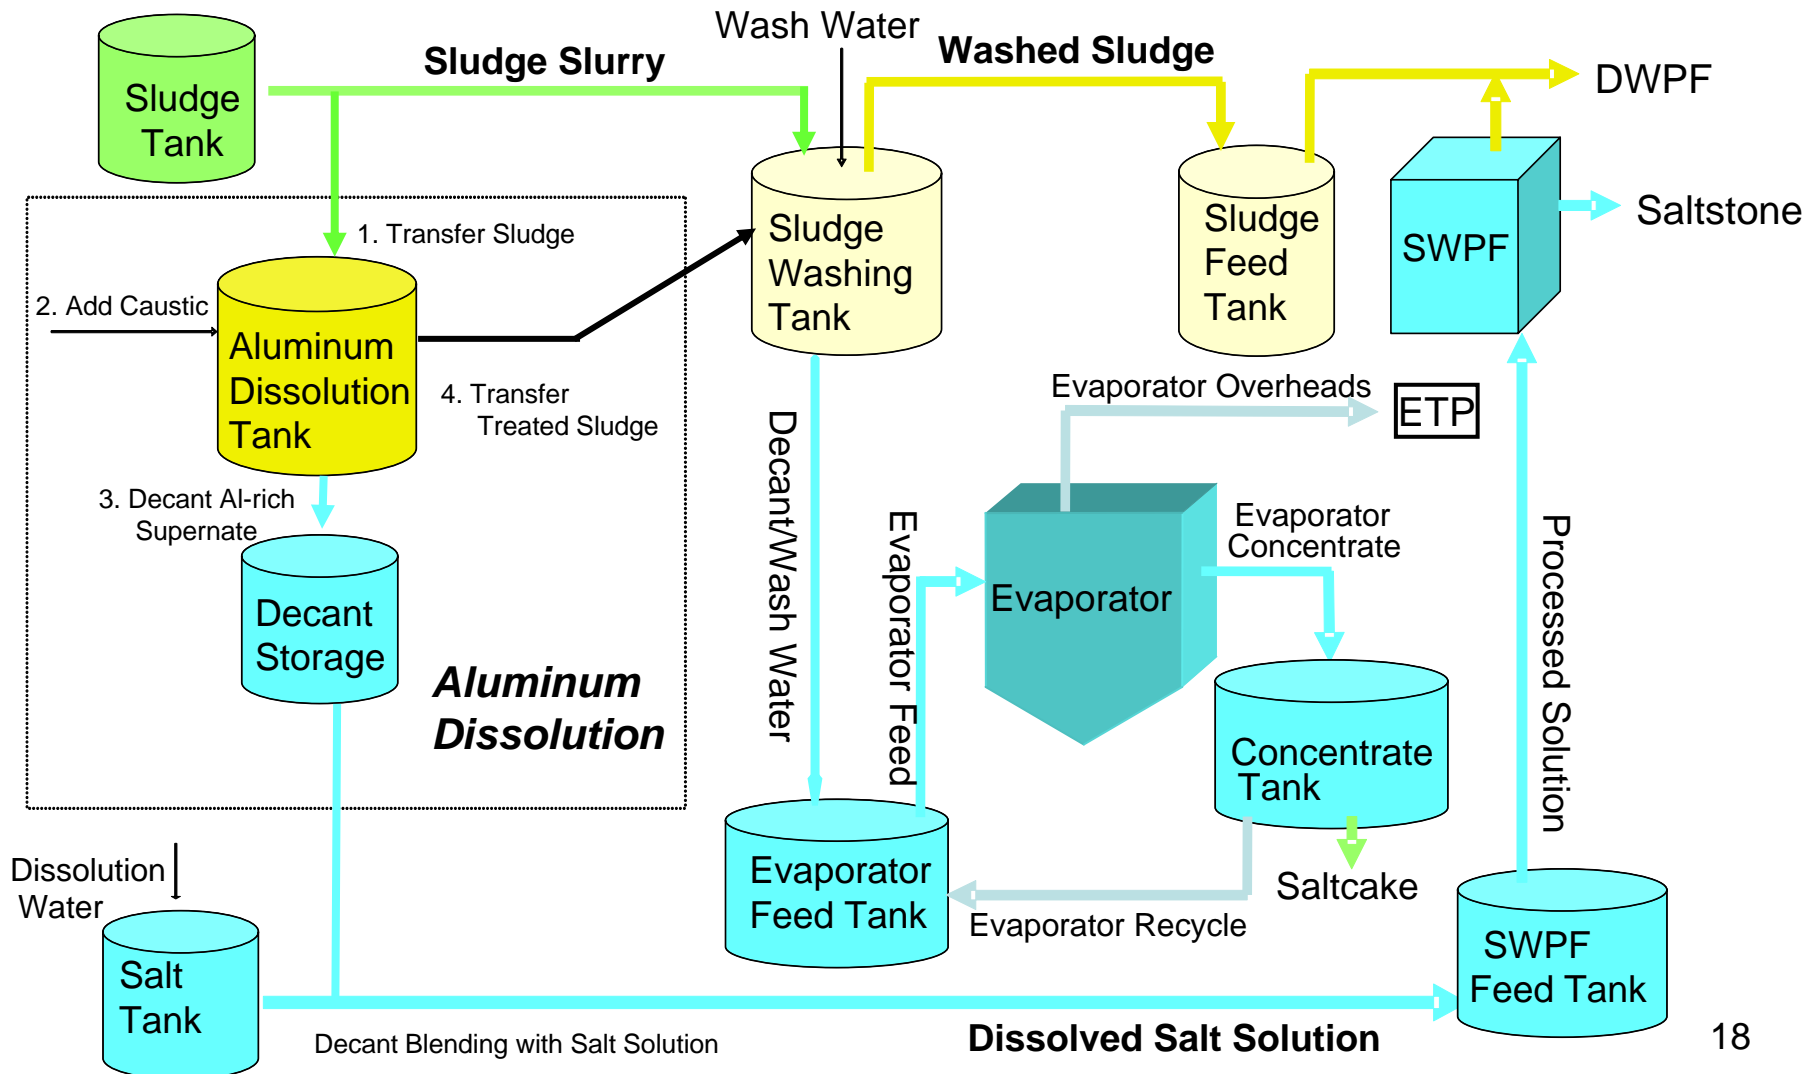 Wash Water
Sludge Slurry
Washed Sludge
DWPF
Sludge
Tank
Saltstone
SWPF
Sludge
Washing
Tank
Sludge
Feed
Tank
1. Transfer Sludge
2. Add Caustic
Aluminum
Dissolution
Tank
4. Transfer
Treated Sludge
3. Decant Al-rich
Supernate
Decant
Storage
Aluminum
Dissolution
Decant/Wash Water
Evaporator Feed
Evaporator Overheads
ETP
Evaporator
Evaporator
Concentrate
Processed Solution
Concentrate
Tank
Saltcake
Evaporator
Feed Tank
Evaporator Recycle
Dissolution
Water
Salt
Tank
SWPF
Feed Tank
Decant Blending with Salt Solution
Dissolved Salt Solution
18